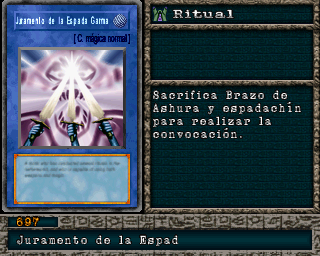 Juramento de la Espada Garma
[ C. mágica normal ]
Ritual
Sacrifica Brazo de
Ashura y espadachín
para realizar la
convocación.
697
Juramento de la Espad